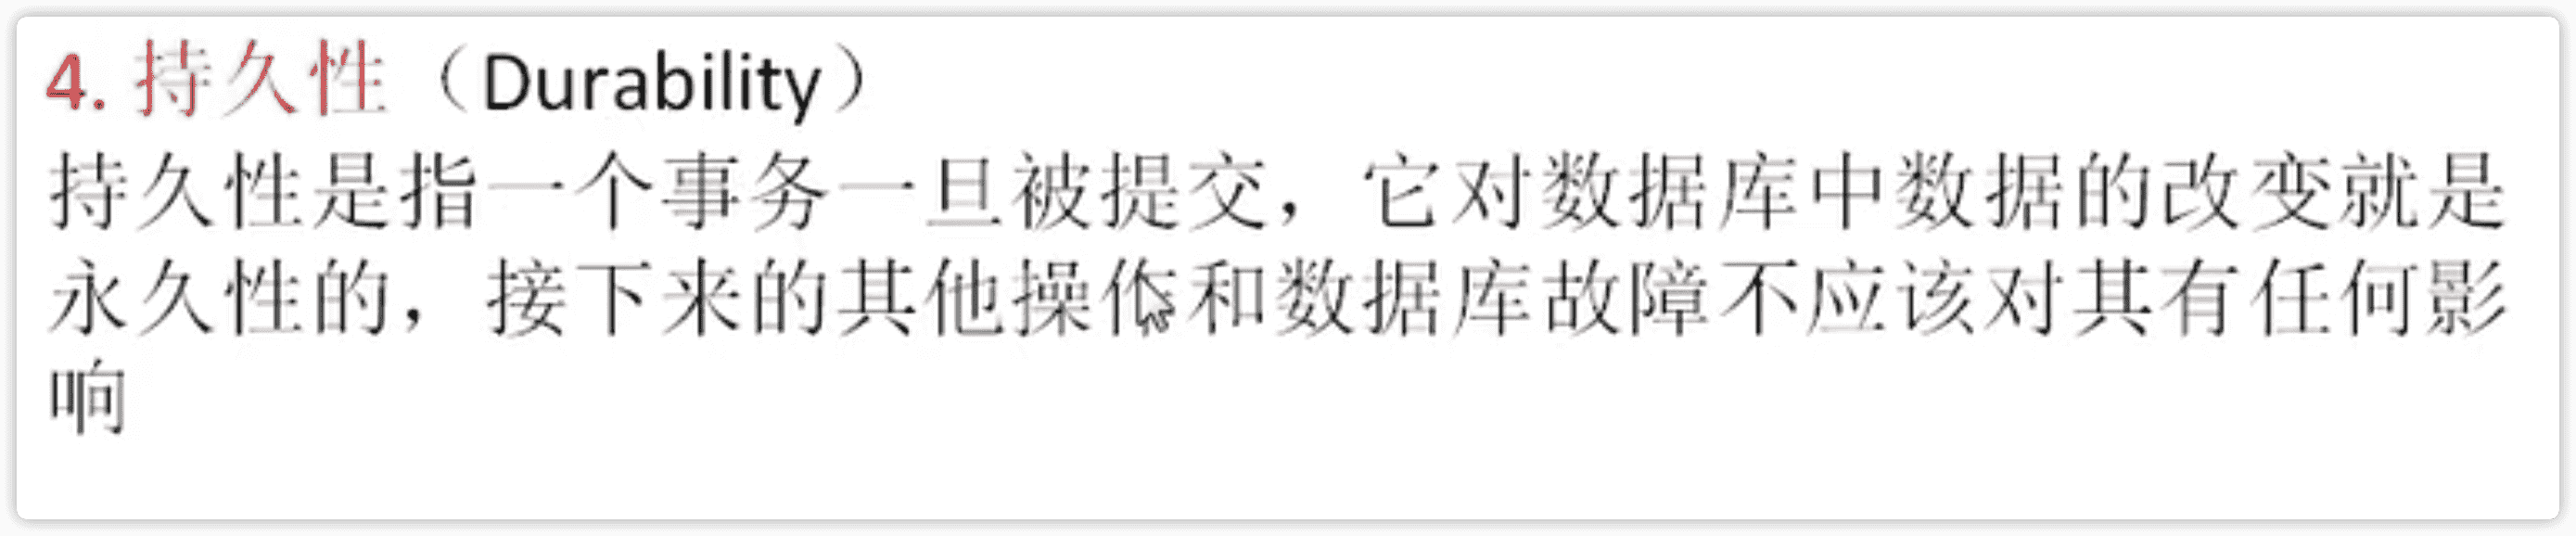 4. 持久性（Durability）
持久性是指一个事务一旦被提交，它对数据库中数据的改变就是
永久性的，接下来的其他操作和数据库故障不应该对其有任何影
响